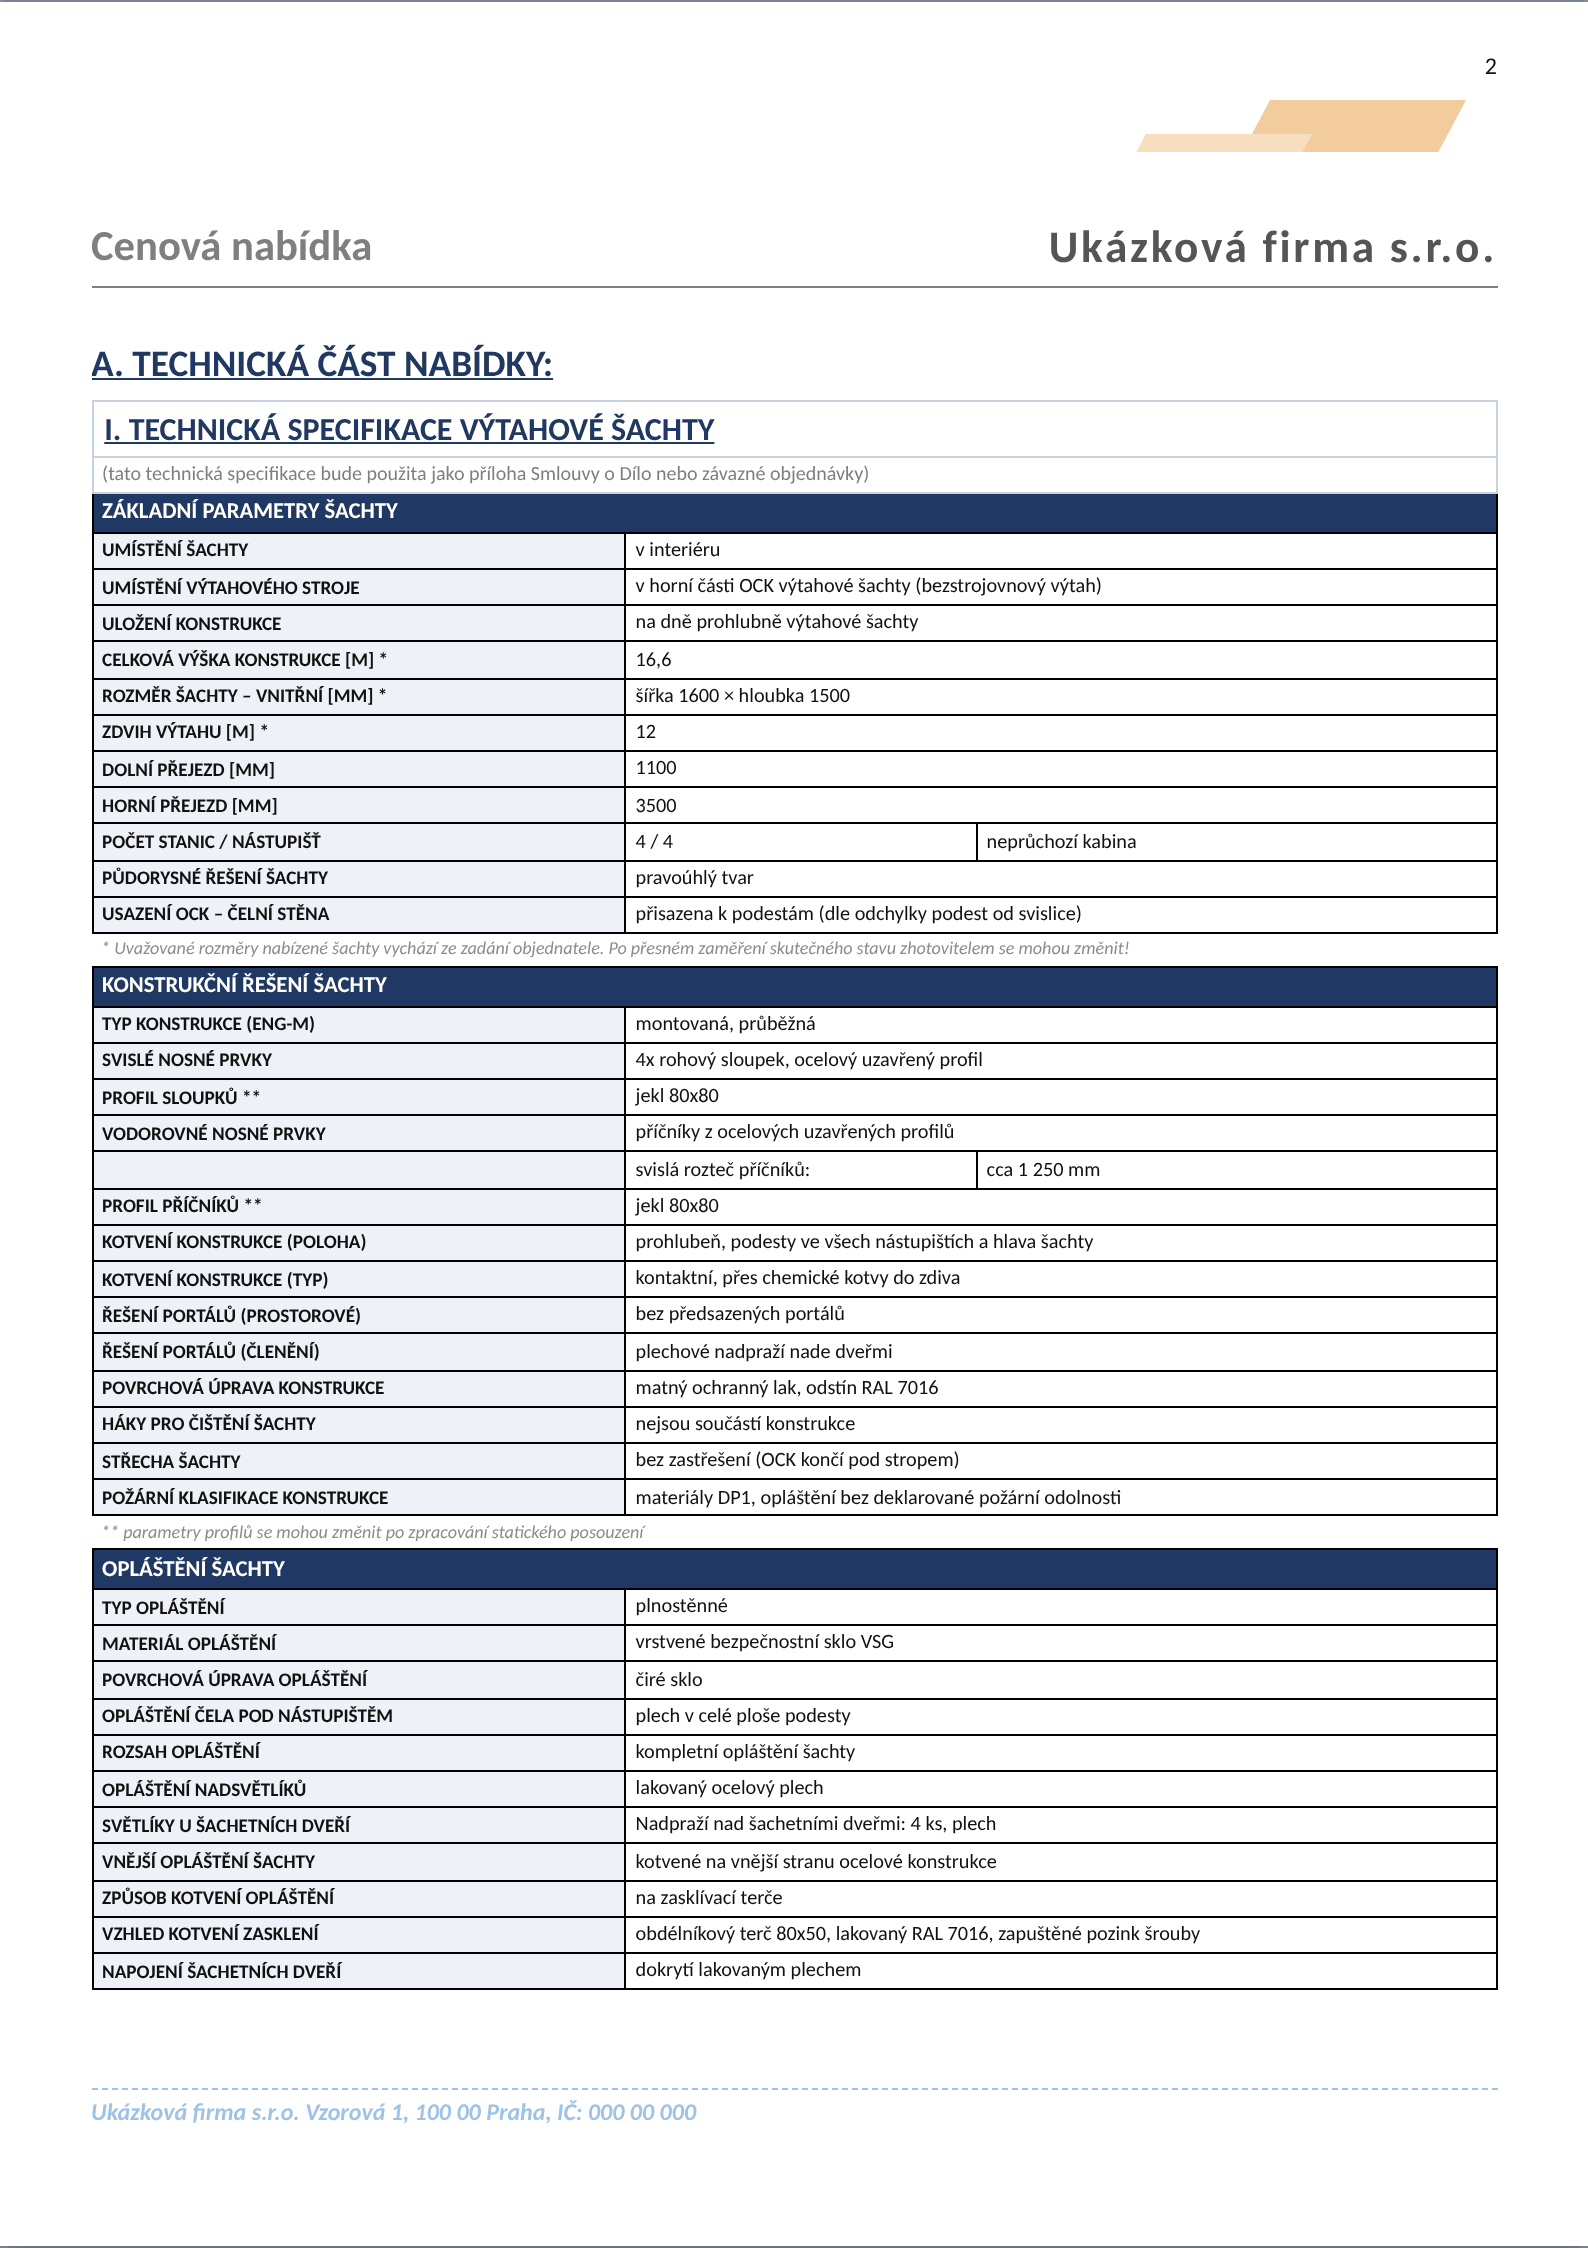 2
Cenová nabídka
Ukázková firma s.r.o.
A. TECHNICKÁ ČÁST NABÍDKY:
I. TECHNICKÁ SPECIFIKACE VÝTAHOVÉ ŠACHTY
(tato technická specifikace bude použita jako příloha Smlouvy o Dílo nebo závazné objednávky)
ZÁKLADNÍ PARAMETRY ŠACHTY
UMÍSTĚNÍ ŠACHTY v interiéru
UMÍSTĚNÍ VÝTAHOVÉHO STROJE v horní části OCK výtahové šachty (bezstrojovnový výtah)
ULOŽENÍ KONSTRUKCE na dně prohlubně výtahové šachty
CELKOVÁ VÝŠKA KONSTRUKCE [M] * 16,6
ROZMĚR ŠACHTY – VNITŘNÍ [MM] * šířka 1600 × hloubka 1500
ZDVIH VÝTAHU [M] * 12
DOLNÍ PŘEJEZD [MM] 1100
HORNÍ PŘEJEZD [MM] 3500
POČET STANIC / NÁSTUPIŠŤ 4 / 4 neprůchozí kabina
PŮDORYSNÉ ŘEŠENÍ ŠACHTY pravoúhlý tvar
USAZENÍ OCK – ČELNÍ STĚNA přisazena k podestám (dle odchylky podest od svislice)
* Uvažované rozměry nabízené šachty vychází ze zadání objednatele. Po přesném zaměření skutečného stavu zhotovitelem se mohou změnit!
KONSTRUKČNÍ ŘEŠENÍ ŠACHTY
TYP KONSTRUKCE (ENG-M) montovaná, průběžná
SVISLÉ NOSNÉ PRVKY 4x rohový sloupek, ocelový uzavřený profil
PROFIL SLOUPKŮ ** jekl 80x80
VODOROVNÉ NOSNÉ PRVKY příčníky z ocelových uzavřených profilů
svislá rozteč příčníků: cca 1 250 mm
PROFIL PŘÍČNÍKŮ ** jekl 80x80
KOTVENÍ KONSTRUKCE (POLOHA) prohlubeň, podesty ve všech nástupištích a hlava šachty
KOTVENÍ KONSTRUKCE (TYP) kontaktní, přes chemické kotvy do zdiva
ŘEŠENÍ PORTÁLŮ (PROSTOROVÉ) bez předsazených portálů
ŘEŠENÍ PORTÁLŮ (ČLENĚNÍ) plechové nadpraží nade dveřmi
POVRCHOVÁ ÚPRAVA KONSTRUKCE matný ochranný lak, odstín RAL 7016
HÁKY PRO ČIŠTĚNÍ ŠACHTY nejsou součástí konstrukce
STŘECHA ŠACHTY bez zastřešení (OCK končí pod stropem)
POŽÁRNÍ KLASIFIKACE KONSTRUKCE materiály DP1, opláštění bez deklarované požární odolnosti
** parametry profilů se mohou změnit po zpracování statického posouzení
OPLÁŠTĚNÍ ŠACHTY
TYP OPLÁŠTĚNÍ plnostěnné
MATERIÁL OPLÁŠTĚNÍ vrstvené bezpečnostní sklo VSG
POVRCHOVÁ ÚPRAVA OPLÁŠTĚNÍ čiré sklo
OPLÁŠTĚNÍ ČELA POD NÁSTUPIŠTĚM plech v celé ploše podesty
ROZSAH OPLÁŠTĚNÍ kompletní opláštění šachty
OPLÁŠTĚNÍ NADSVĚTLÍKŮ lakovaný ocelový plech
SVĚTLÍKY U ŠACHETNÍCH DVEŘÍ Nadpraží nad šachetními dveřmi: 4 ks, plech
VNĚJŠÍ OPLÁŠTĚNÍ ŠACHTY kotvené na vnější stranu ocelové konstrukce
ZPŮSOB KOTVENÍ OPLÁŠTĚNÍ na zasklívací terče
VZHLED KOTVENÍ ZASKLENÍ obdélníkový terč 80x50, lakovaný RAL 7016, zapuštěné pozink šrouby
NAPOJENÍ ŠACHETNÍCH DVEŘÍ dokrytí lakovaným plechem
Ukázková firma s.r.o. Vzorová 1, 100 00 Praha, IČ: 000 00 000